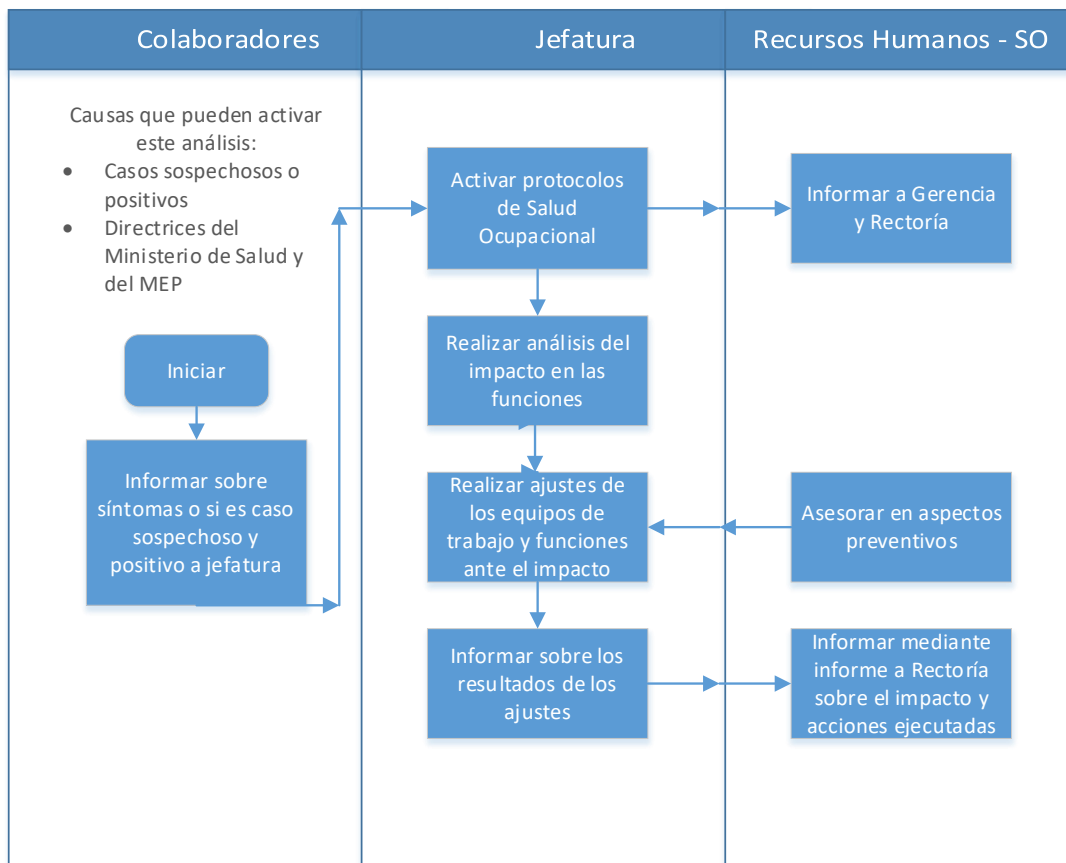 Colaboradores
Jefatura
Recursos Humanos - SO
Causas que pueden activar
este análisis:
• Casos sospechosos o
positivos
• Directrices del
Ministerio de Salud y
del MEP
Iniciar
Informar sobre
síntomas o si es caso
sospechoso y
positivo a jefatura
Activar protocolos
de Salud
Ocupacional
Informar a Gerencia
y Rectoría
Realizar análisis del
impacto en las
funciones
Realizar ajustes de
los equipos de
trabajo y funciones
ante el impacto
Asesorar en aspectos
preventivos
Informar sobre los
resultados de los
ajustes
Informar mediante
informe a Rectoría
sobre el impacto y
acciones ejecutadas